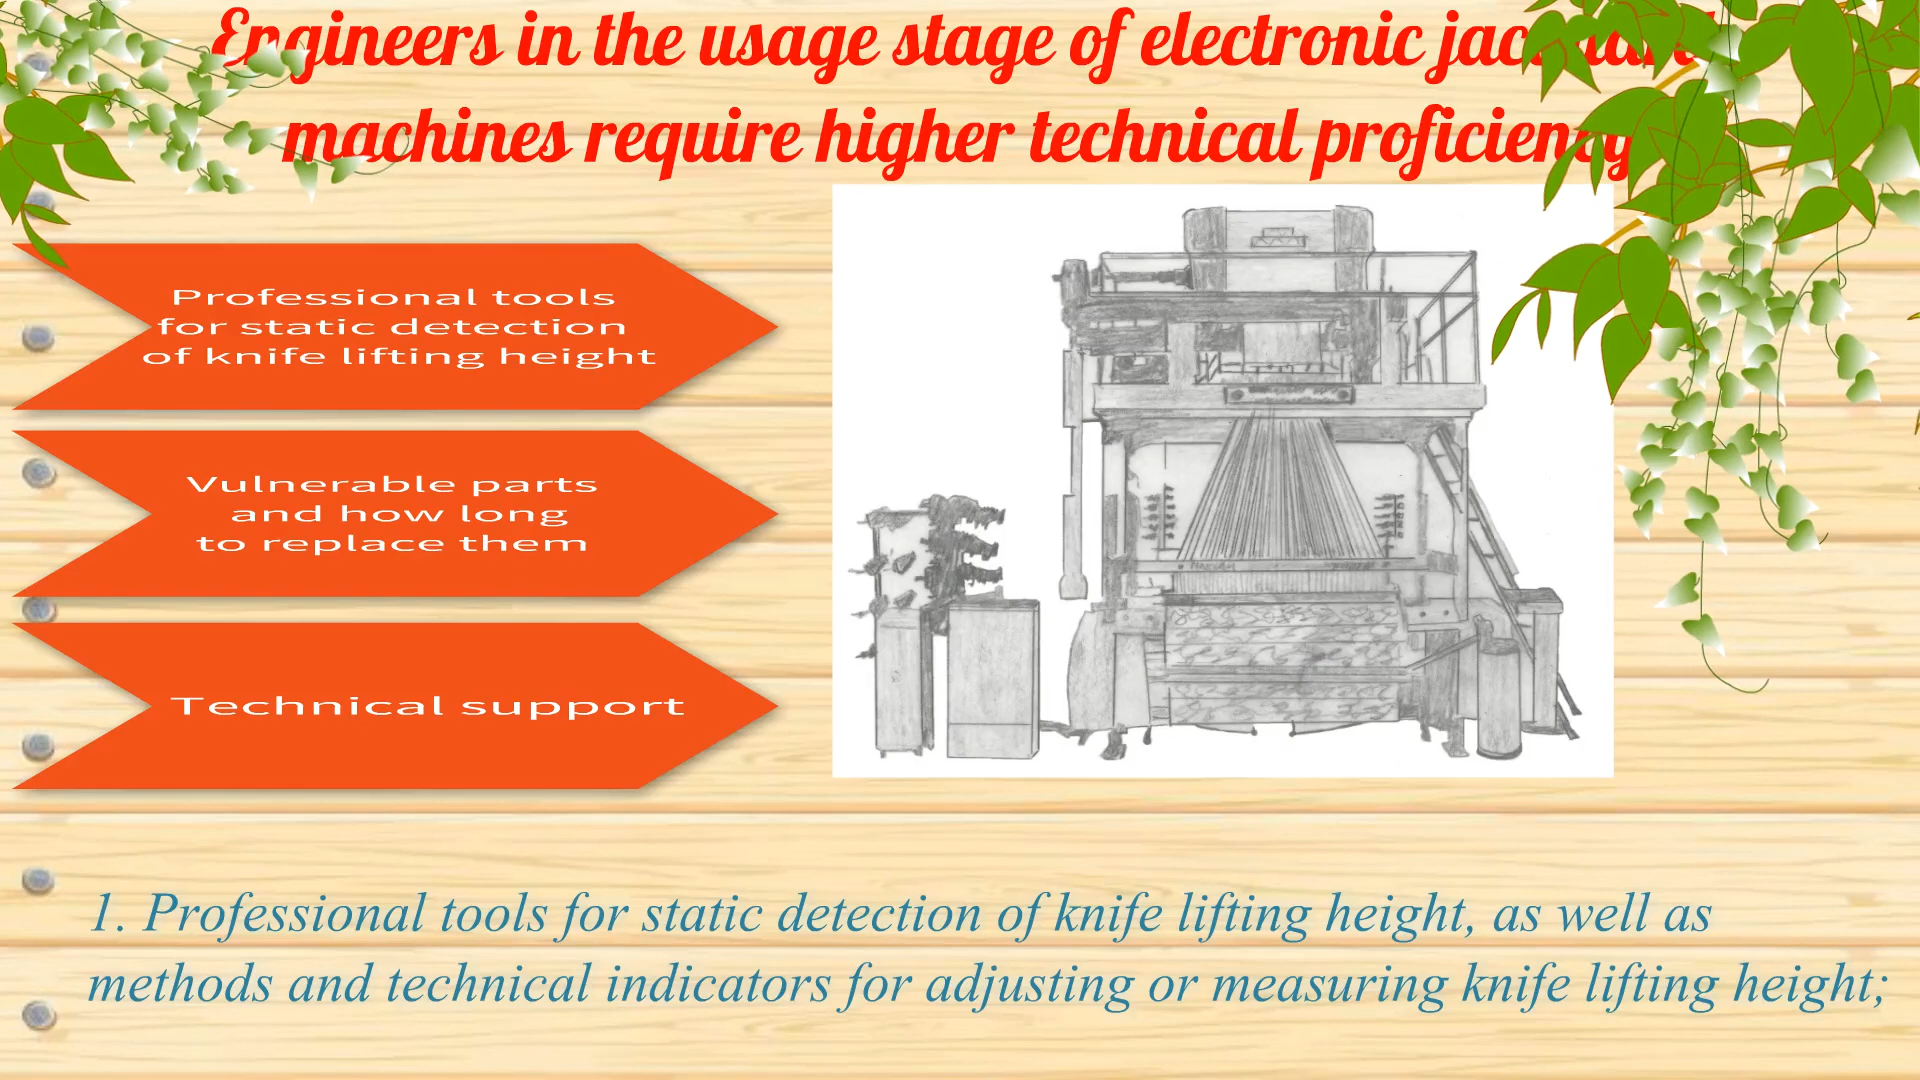 Engineers in the usage stage of electronic
machines require higher technical proficiency
Professional tools
for static detection
of knife lifting height
Vulnerable parts
and how long
to replace them
Technical support
1. Professional tools for static detection of knife lifting height, as well as
methods and technical indicators for adjusting or measuring knife lifting height;